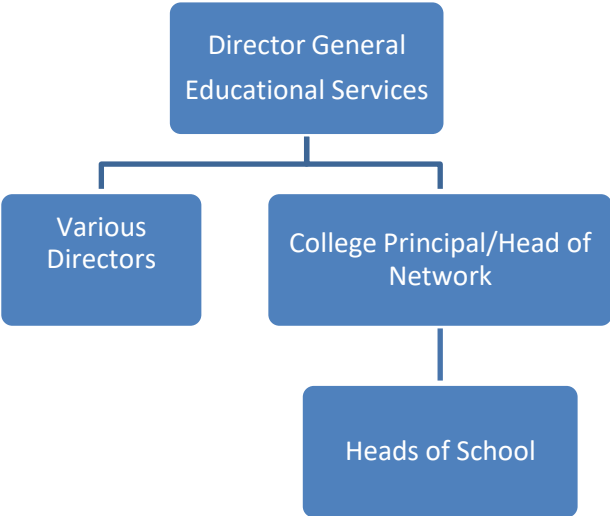 Director General
Educational Services
Various
Directors
College Principal/Head of
Network
Heads of School